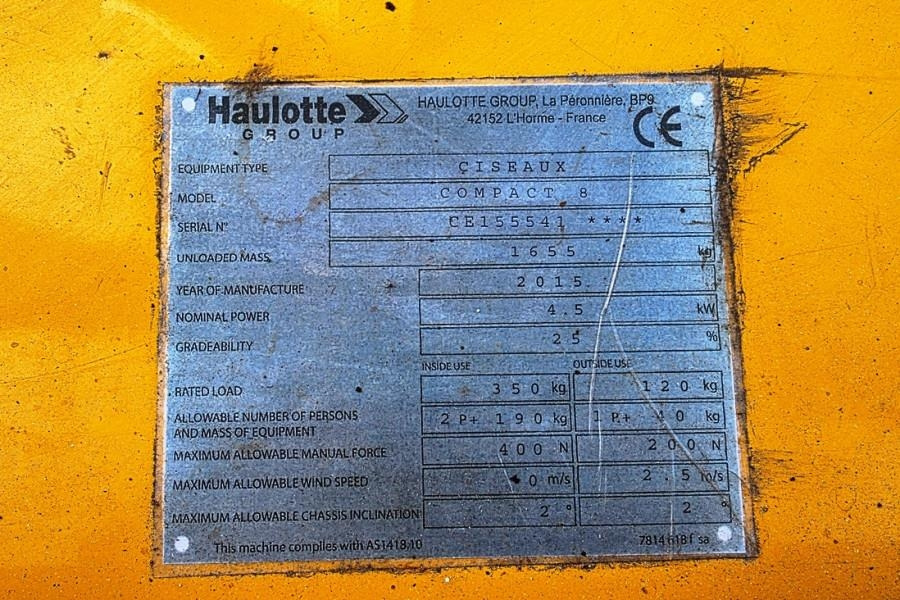 Haulotte GROUP
HAULOTTE GROUP, La Péronnière, BP9
42152 L'Horme - France
CE
EQUIPMENT TYPE CISEAUX
MODEL COMPACT 8
SERIAL N° CE155541 ****
UNLOADED MASS 1655 kg
YEAR OF MANUFACTURE 2015
NOMINAL POWER 4.5 kW
GRADEABILITY 25 %
INSIDE USE OUTSIDE USE
RATED LOAD 350 kg 120 kg
ALLOWABLE NUMBER OF PERSONS
AND MASS OF EQUIPMENT 2 P+ 190 kg 1 P+ 40 kg
MAXIMUM ALLOWABLE MANUAL FORCE 400 N 200 N
MAXIMUM ALLOWABLE WIND SPEED 0 m/s 2.5 m/s
MAXIMUM ALLOWABLE CHASSIS INCLINATION 2 ° 2 °
This machine complies with AS1418.10
7814 618 f sa